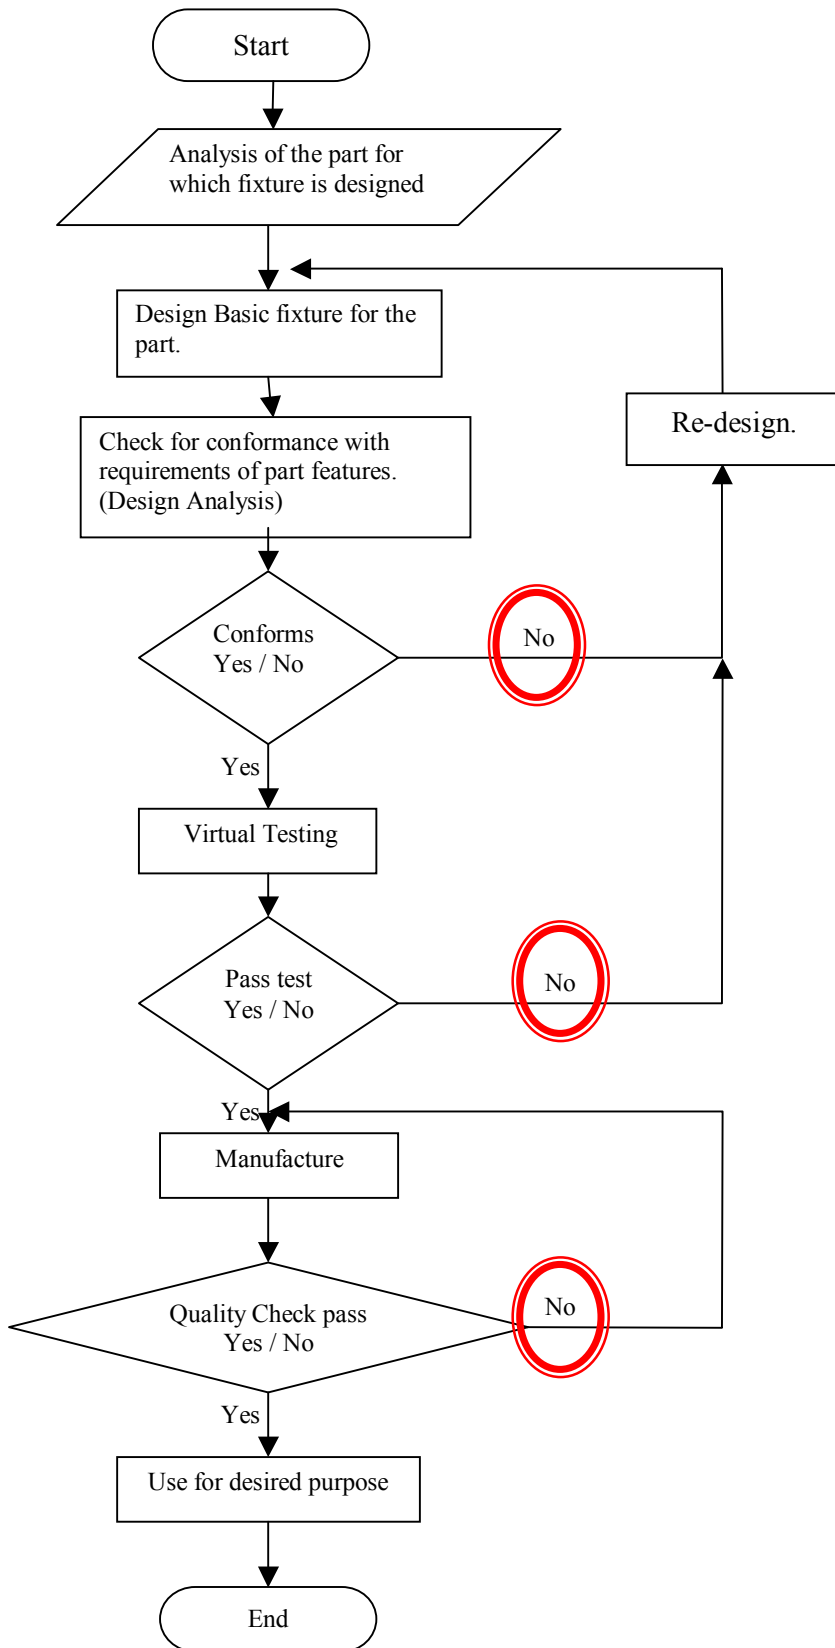 Start
Analysis of the part for
which fixture is designed
Design Basic fixture for the
part.
Re-design.
Check for conformance with
requirements of part features.
(Design Analysis)
Conforms
Yes / No
No
Yes
Virtual Testing
Pass test
Yes / No
No
Yes
Manufacture
Quality Check pass
Yes / No
No
Yes
Use for desired purpose
End